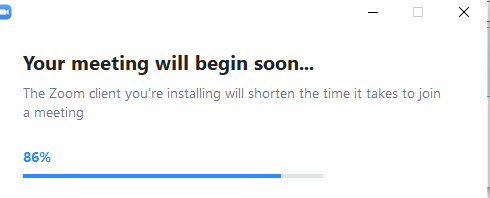 Your meeting will begin soon...
The Zoom client you're installing will shorten the time it takes to join
a meeting
86%